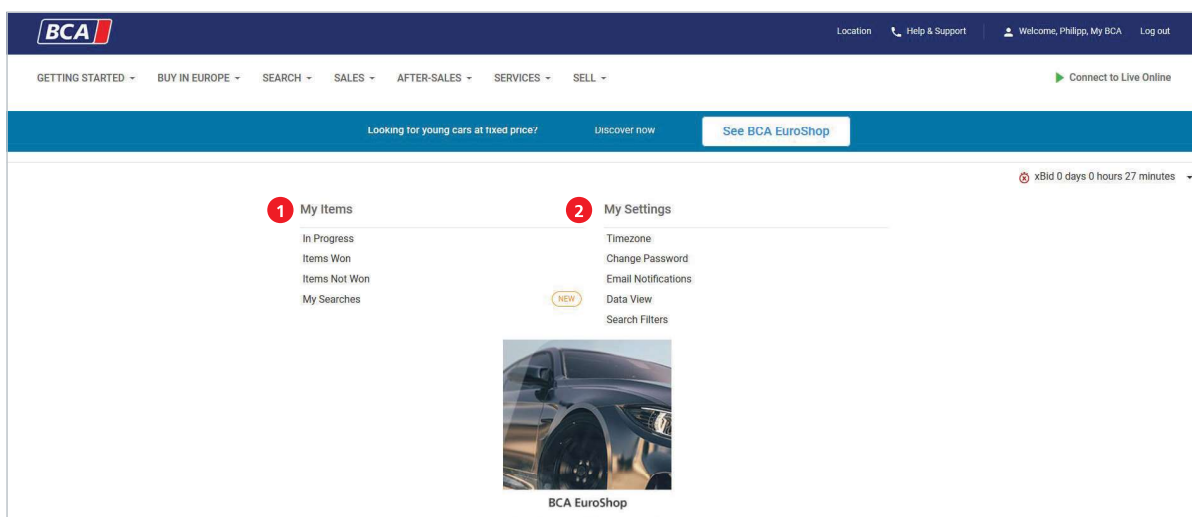 BCA
Location Help & Support Welcome, Philipp, My BCA Log out
GETTING STARTED BUY IN EUROPE SEARCH SALES AFTER-SALES SERVICES SELL Connect to Live Online
Looking for young cars at fixed price? Discover now See BCA EuroShop
xBid 0 days 0 hours 27 minutes
1 My Items 2 My Settings
In Progress Timezone
Items Won Change Password
Items Not Won Email Notifications
My Searches NEW Data View
Search Filters
BCA EuroShop